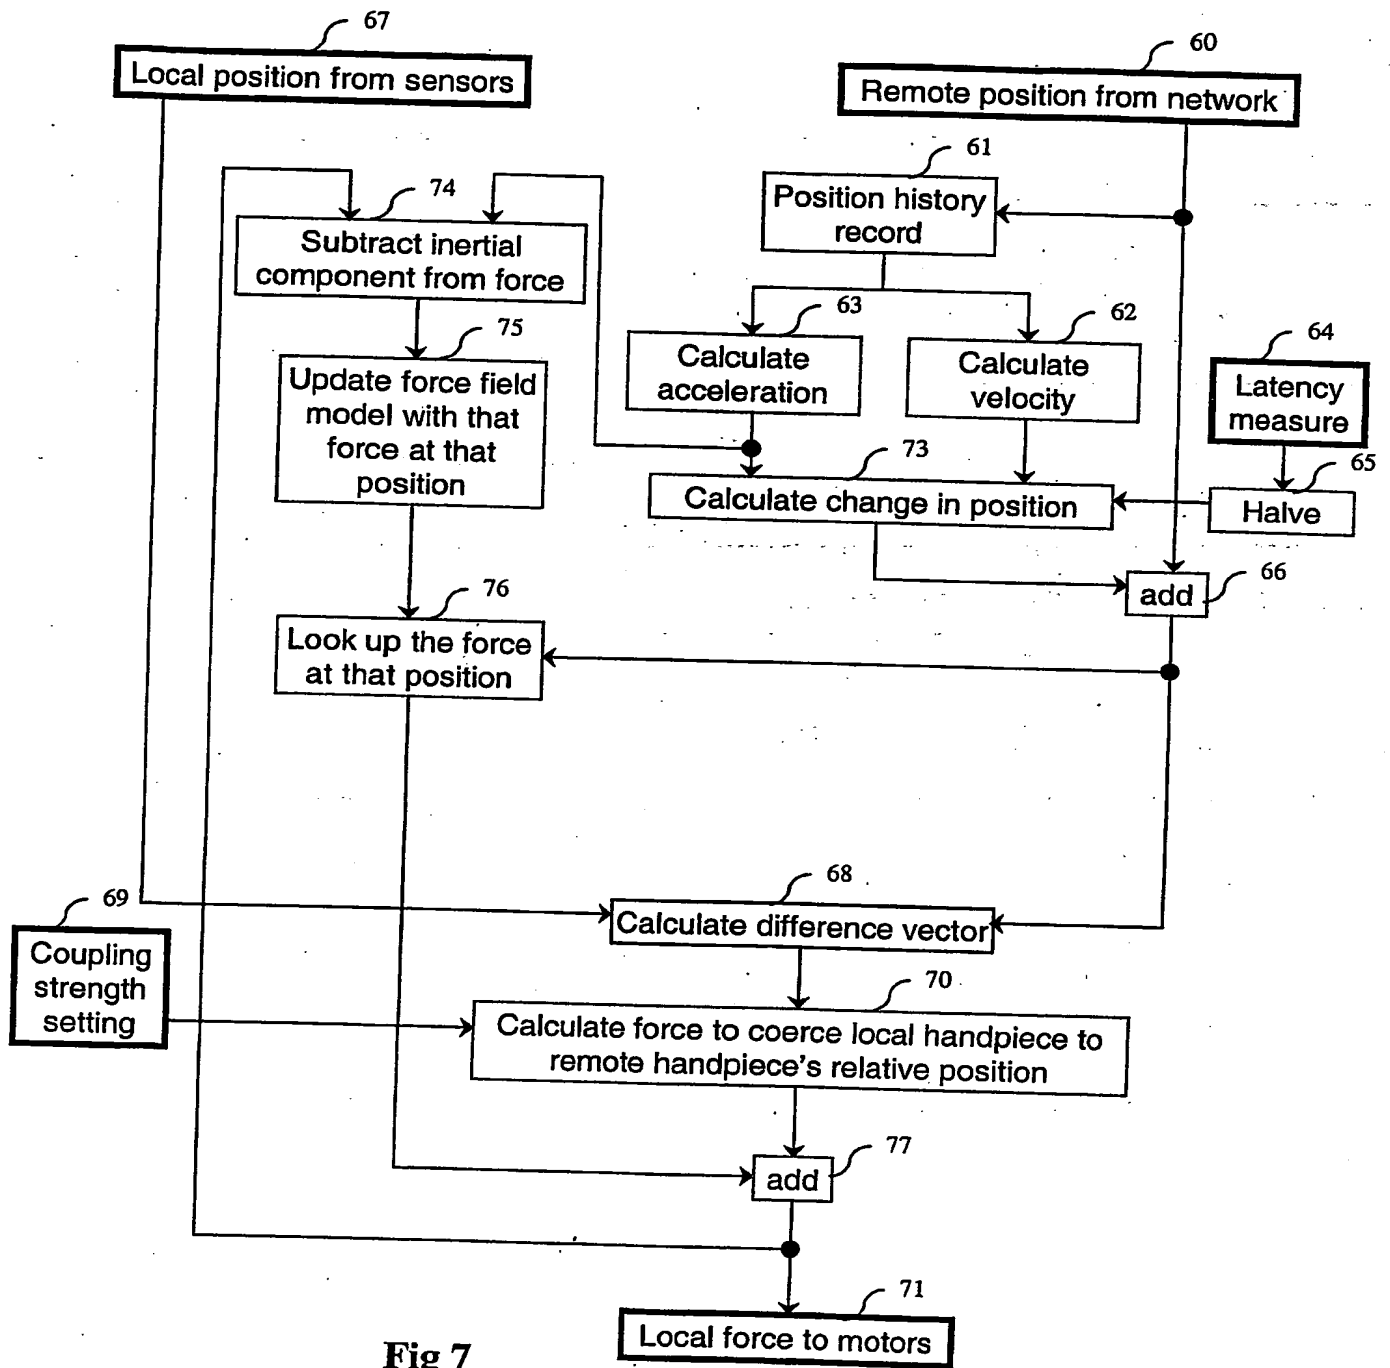 67
Local position from sensors
60
Remote position from network
61
Position history
record
74
Subtract inertial
component from force
63
Calculate
acceleration
62
Calculate
velocity
64
Latency
measure
75
Update force field
model with that
force at that
position
73
Calculate change in position
65
Halve
66
add
76
Look up the force
at that position
68
Calculate difference vector
69
Coupling
strength
setting
70
Calculate force to coerce local handpiece to
remote handpiece's relative position
77
add
71
Local force to motors
Fig 7